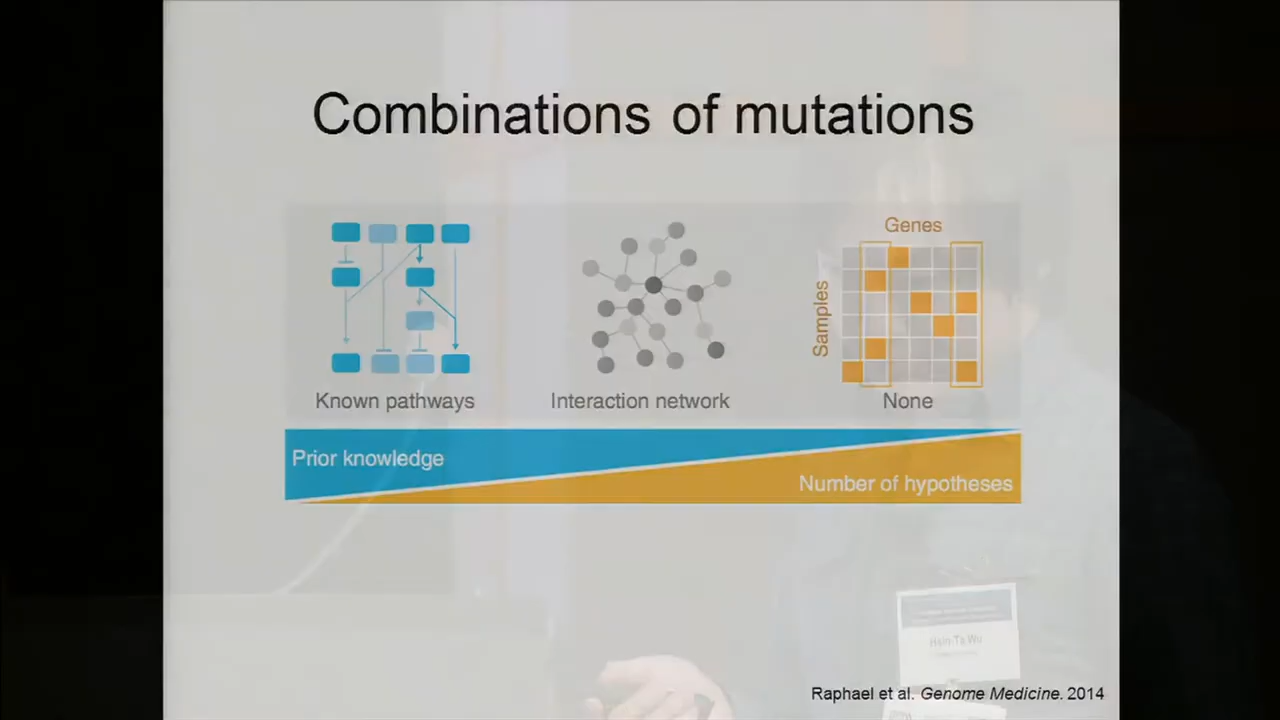 Combinations of mutations
Genes
Samples
Known pathways
Interaction network
None
Prior knowledge
Number of hypotheses
Hsin-Ta Wu
Raphael et al. Genome Medicine. 2014